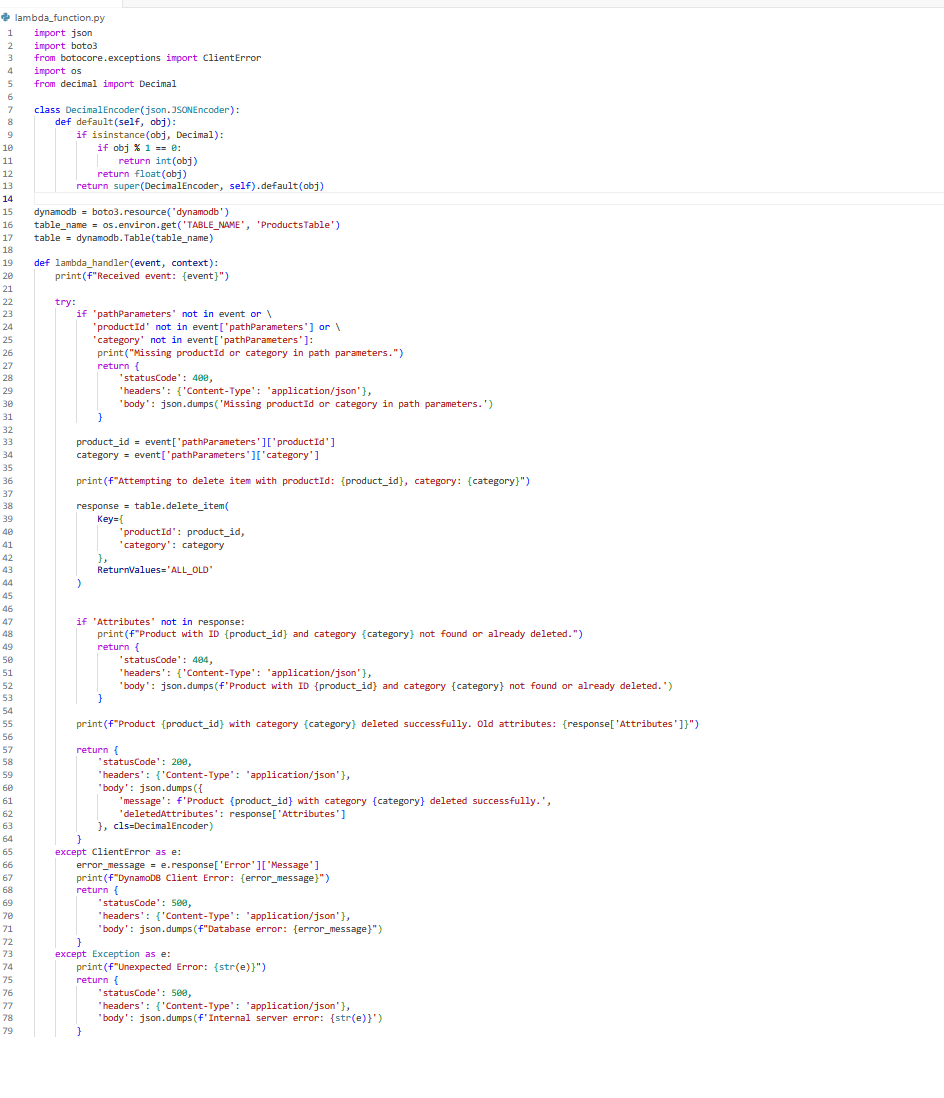 lambda_function.py
1 import json
2 import boto3
3 from botocore.exceptions import ClientError
4 import os
5 from decimal import Decimal
6
7 class DecimalEncoder(json.JSONEncoder):
8     def default(self, obj):
9         if isinstance(obj, Decimal):
10             if obj % 1 == 0:
11                 return int(obj)
12             return float(obj)
13         return super(DecimalEncoder, self).default(obj)
14
15 dynamodb = boto3.resource('dynamodb')
16 table_name = os.environ.get('TABLE_NAME', 'ProductsTable')
17 table = dynamodb.Table(table_name)
18
19 def lambda_handler(event, context):
20     print(f"Received event: {event}")
21
22     try:
23         if 'pathParameters' not in event or \
24            'productId' not in event['pathParameters'] or \
25            'category' not in event['pathParameters']:
26             print("Missing productId or category in path parameters.")
27             return {
28                 'statusCode': 400,
29                 'headers': {'Content-Type': 'application/json'},
30                 'body': json.dumps('Missing productId or category in path parameters.')
31             }
32
33         product_id = event['pathParameters']['productId']
34         category = event['pathParameters']['category']
35
36         print(f"Attempting to delete item with productId: {product_id}, category: {category}")
37
38         response = table.delete_item(
39             Key={
40                 'productId': product_id,
41                 'category': category
42             },
43             ReturnValues='ALL_OLD'
44         )
45
46
47         if 'Attributes' not in response:
48             print(f"Product with ID {product_id} and category {category} not found or already deleted.")
49             return {
50                 'statusCode': 404,
51                 'headers': {'Content-Type': 'application/json'},
52                 'body': json.dumps(f'Product with ID {product_id} and category {category} not found or already deleted.')
53             }
54
55         print(f"Product {product_id} with category {category} deleted successfully. Old attributes: {response['Attributes']}")
56
57         return {
58             'statusCode': 200,
59             'headers': {'Content-Type': 'application/json'},
60             'body': json.dumps({
61                 'message': f'Product {product_id} with category {category} deleted successfully.',
62                 'deletedAttributes': response['Attributes']
63             }, cls=DecimalEncoder)
64         }
65     except ClientError as e:
66         error_message = e.response['Error']['Message']
67         print(f"DynamoDB Client Error: {error_message}")
68         return {
69             'statusCode': 500,
70             'headers': {'Content-Type': 'application/json'},
71             'body': json.dumps(f"Database error: {error_message}")
72         }
73     except Exception as e:
74         print(f"Unexpected Error: {str(e)}")
75         return {
76             'statusCode': 500,
77             'headers': {'Content-Type': 'application/json'},
78             'body': json.dumps(f'Internal server error: {str(e)}')
79         }